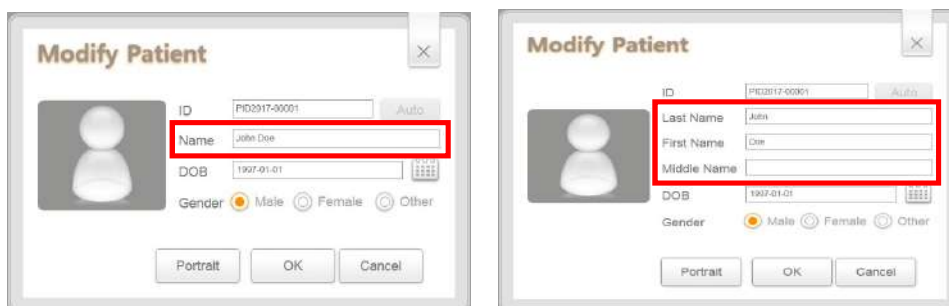 Modify Patient
ID PID2017-00001 Auto
Name John Doe
DOB 1997-01-01
Gender Male Female Other
Portrait OK Cancel
Modify Patient
ID PID2017-00001 Auto
Last Name John
First Name Doe
Middle Name
DOB 1997-01-01
Gender Male Female Other
Portrait OK Cancel